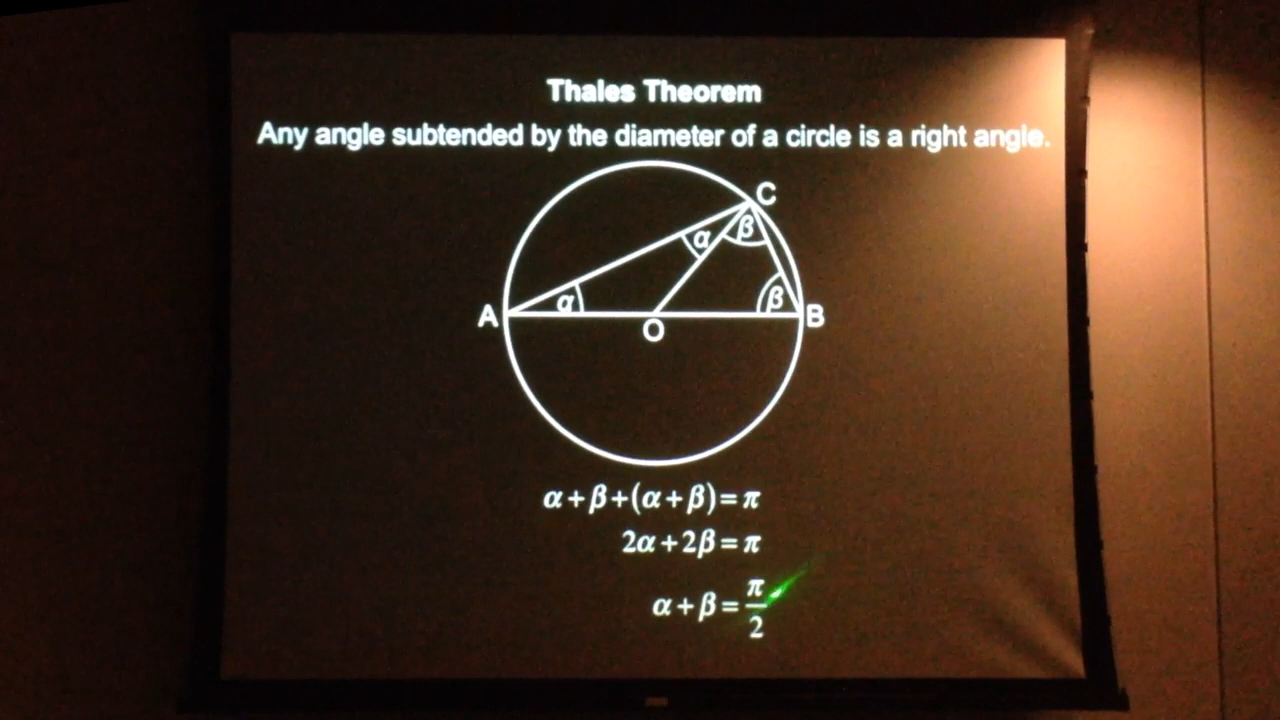 Thales Theorem
Any angle subtended by the diameter of a circle is a right angle.
C
α β
A α O β B
α+β+(α+β)=π
2α+2β=π
α+β=π/2